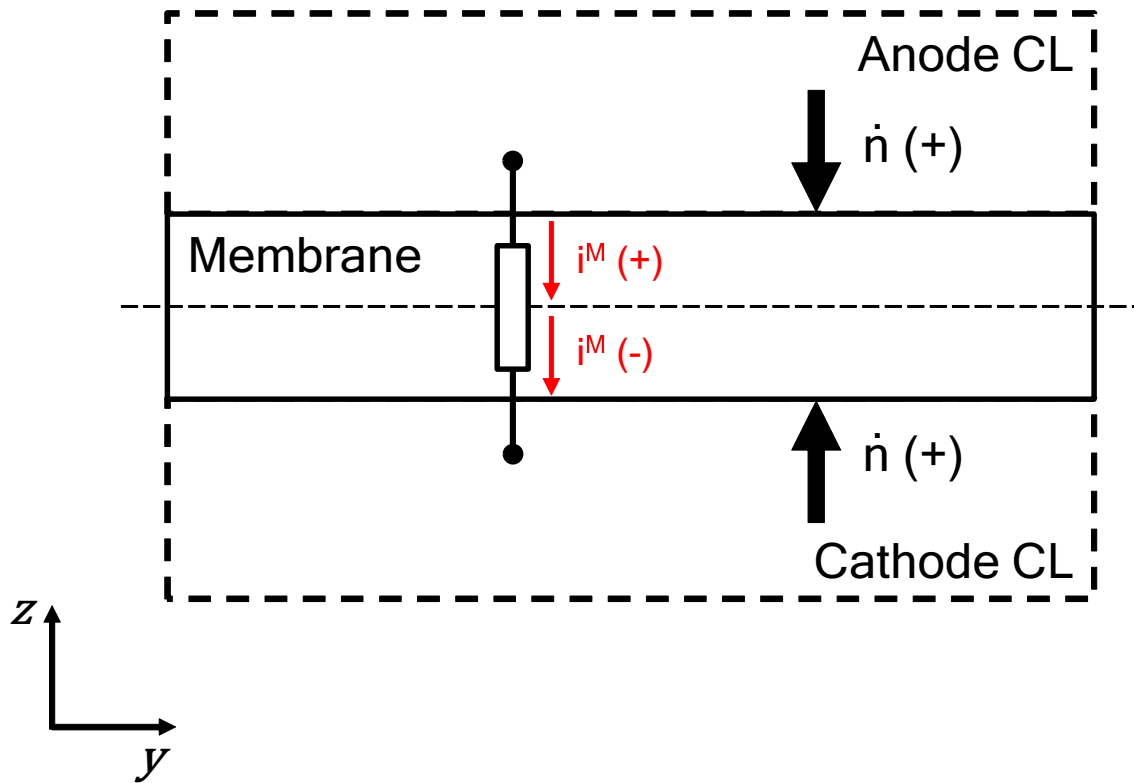 Anode CL
ṅ (+)
Membrane
iᴹ (+)
iᴹ (-)
ṅ (+)
Cathode CL
z
y